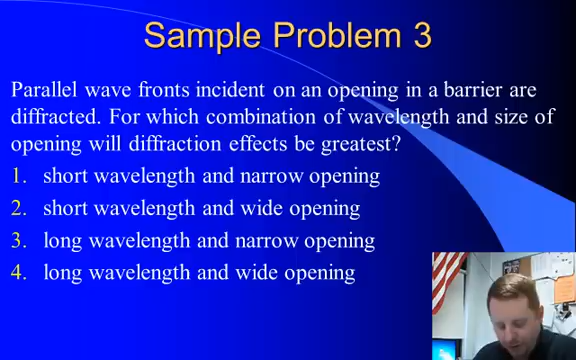 Sample Problem 3
Parallel wave fronts incident on an opening in a barrier are
diffracted. For which combination of wavelength and size of
opening will diffraction effects be greatest?
1. short wavelength and narrow opening
2. short wavelength and wide opening
3. long wavelength and narrow opening
4. long wavelength and wide opening